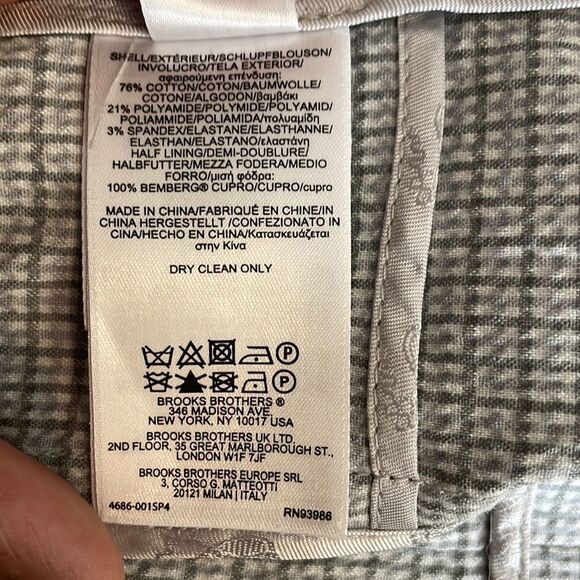 SHELL/EXTÉRIEUR/SCHLUPFBLOUSON/
INVOLUCRO/TELA EXTERIOR/
αφαιρούμενη επένδυση:
76% COTTON/COTON/BAUMWOLLE/
COTONE/ALGODON/βαμβάκι
21% POLYAMIDE/POLYMIDE/POLYAMID/
POLIAMMIDE/POLIAMIDA/πολυαμίδη
3% SPANDEX/ELASTANE/ELASTHANNE/
ELASTHAN/ELASTANO/ελαστάνη
HALF LINING/DEMI-DOUBLURE/
HALBFUTTER/MEZZA FODERA/MEDIO
FORRO/μισή φόδρα:
100% BEMBERG® CUPRO/CUPRO/cupro
MADE IN CHINA/FABRIQUÉ EN CHINE/IN
CHINA HERGESTELLT/CONFEZIONATO IN
CINA/HECHO EN CHINA/Κατασκευάζεται
στην Κίνα
DRY CLEAN ONLY
P
P
BROOKS BROTHERS ®
346 MADISON AVE.
NEW YORK, NY 10017 USA
BROOKS BROTHERS UK LTD.
2ND FLOOR, 35 GREAT MARLBOROUGH ST.,
LONDON W1F 7JF
BROOKS BROTHERS EUROPE SRL
3, CORSO G. MATTEOTTI
20121 MILAN | ITALY
4686-001SP4 RN93986